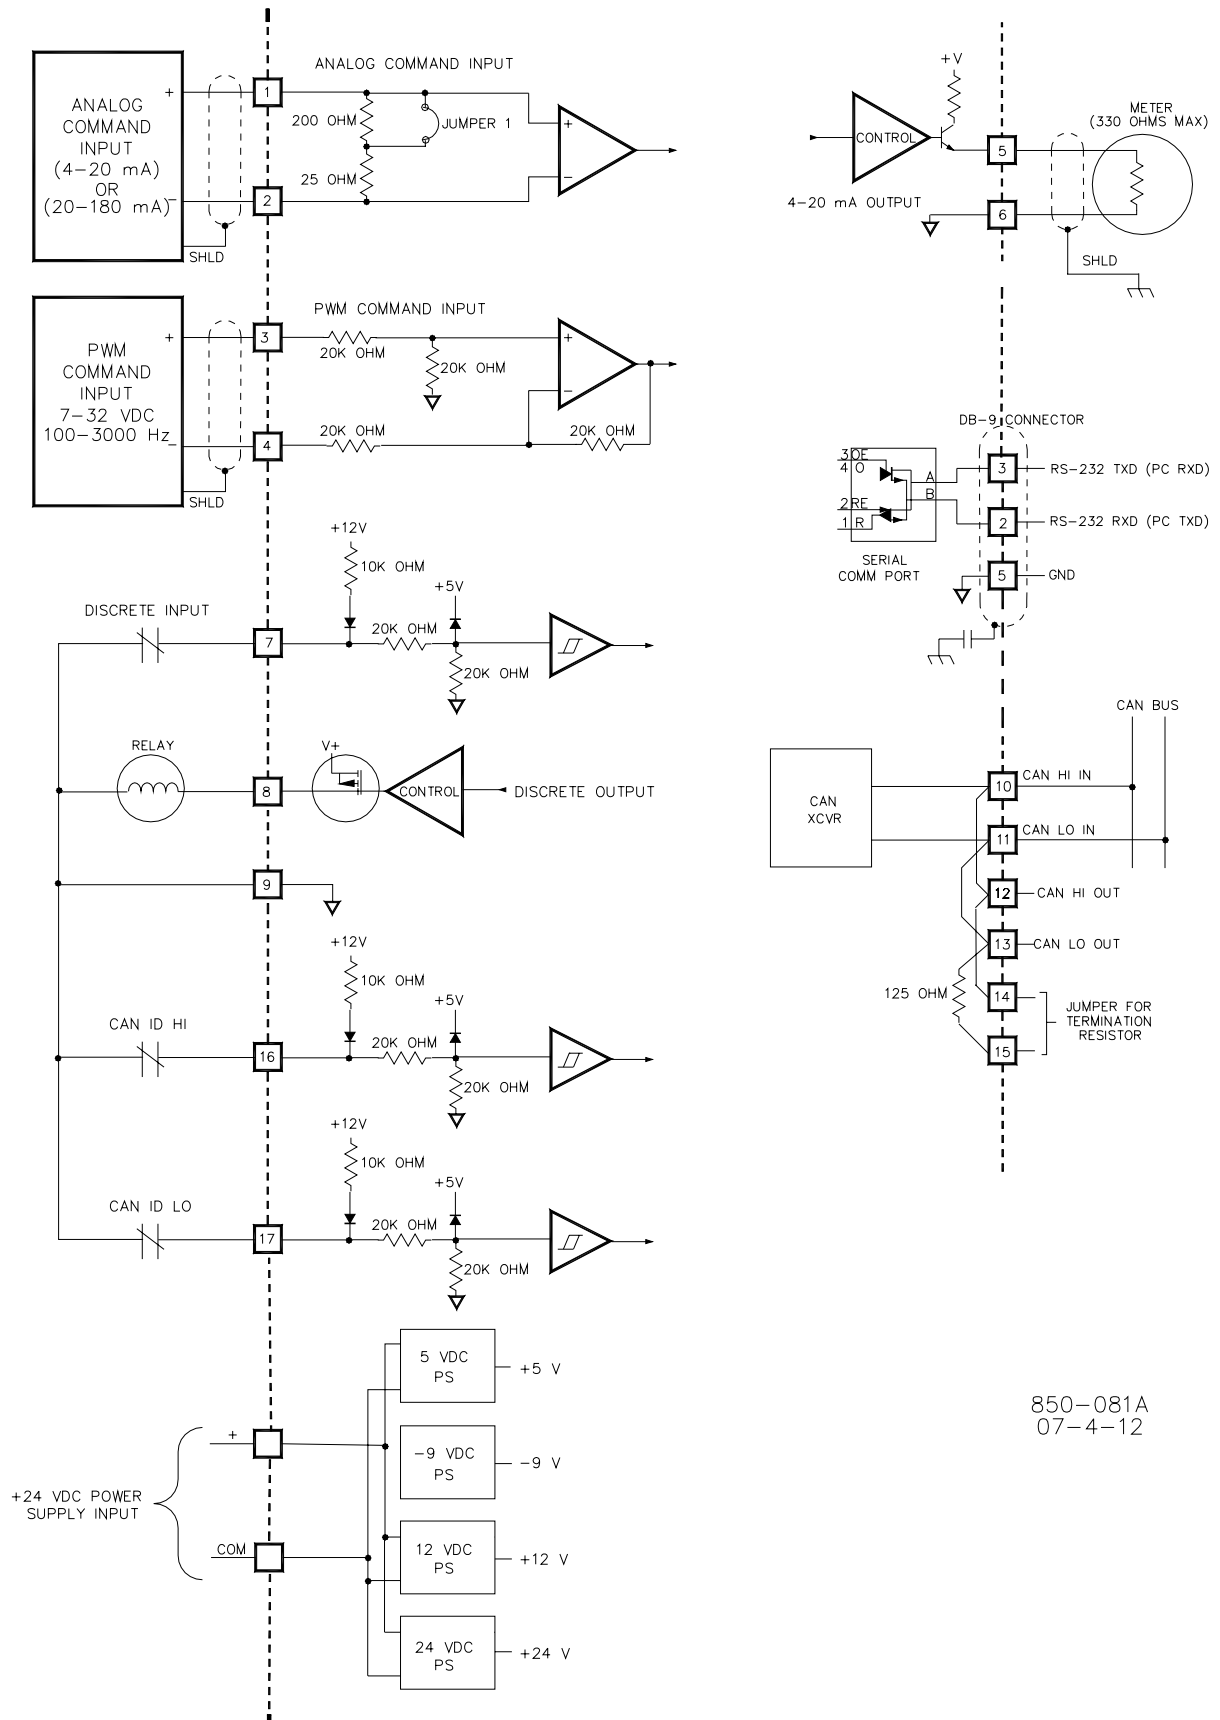 ANALOG COMMAND INPUT
ANALOG
COMMAND
INPUT
(4-20 mA)
OR
(20-180 mA)
+
-
SHLD
1
2
200 OHM
JUMPER 1
25 OHM
+
-
PWM COMMAND INPUT
PWM
COMMAND
INPUT
7-32 VDC
100-3000 Hz
+
-
SHLD
3
4
20K OHM
20K OHM
20K OHM
20K OHM
+
-
DISCRETE INPUT
7
+12V
10K OHM
+5V
20K OHM
20K OHM
RELAY
8
V+
CONTROL
DISCRETE OUTPUT
9
CAN ID HI
16
+12V
10K OHM
+5V
20K OHM
20K OHM
CAN ID LO
17
+12V
10K OHM
+5V
20K OHM
20K OHM
+24 VDC POWER
SUPPLY INPUT
+
COM
5 VDC
PS
+5 V
-9 VDC
PS
-9 V
12 VDC
PS
+12 V
24 VDC
PS
+24 V
+V
CONTROL
4-20 mA OUTPUT
5
6
METER
(330 OHMS MAX)
SHLD
DB-9 CONNECTOR
3 OE
4 O
2 RE
1 R
A
B
SERIAL
COMM PORT
3
RS-232 TXD (PC RXD)
2
RS-232 RXD (PC TXD)
5
GND
CAN BUS
CAN
XCVR
10
CAN HI IN
11
CAN LO IN
12
CAN HI OUT
13
CAN LO OUT
125 OHM
14
15
JUMPER FOR
TERMINATION
RESISTOR
850-081A
07-4-12